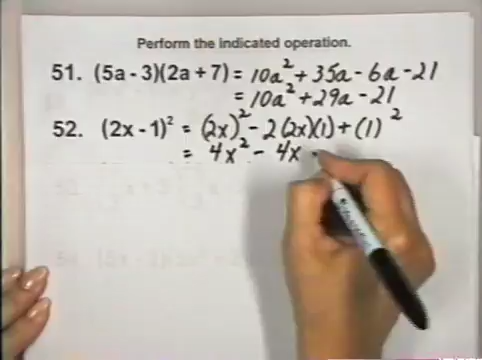 Perform the indicated operation.
51. (5a - 3)(2a + 7) = 10a² + 35a - 6a - 21
= 10a² + 29a - 21
52. (2x - 1)² = (2x)² - 2(2x)(1) + (1)²
= 4x² - 4x